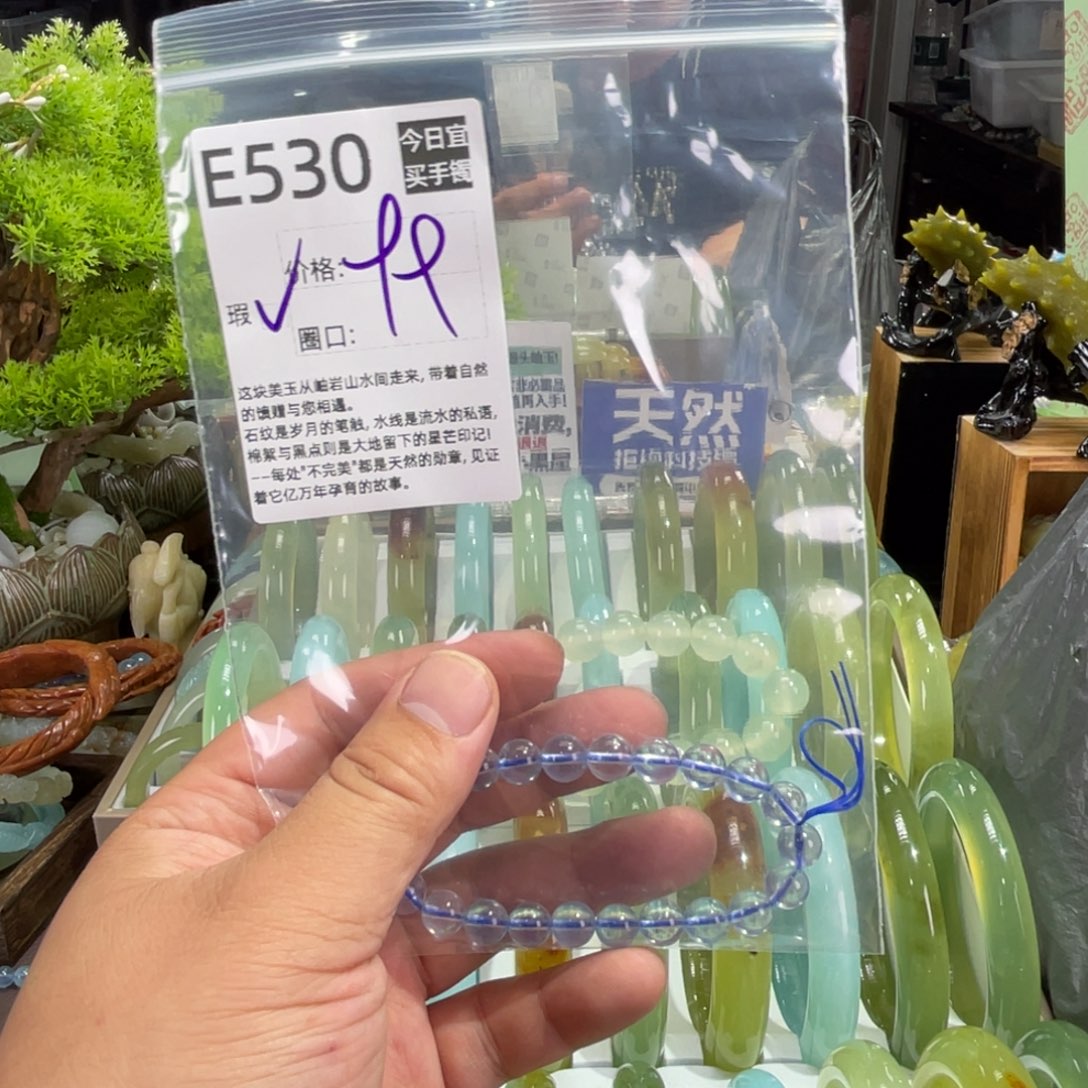 E530
今日宜
买手镯
价格：99
瑕 ✓
圈口：
这块美玉从岫岩山水间走来，带着自然
的馈赠与您相遇。
石纹是岁月的笔触，水线是流水的私语，
棉絮与黑点则是大地留下的星芒印记！
--每处"不完美"都是天然的勋章，见证
着它亿万年孕育的故事。
消费，
天然